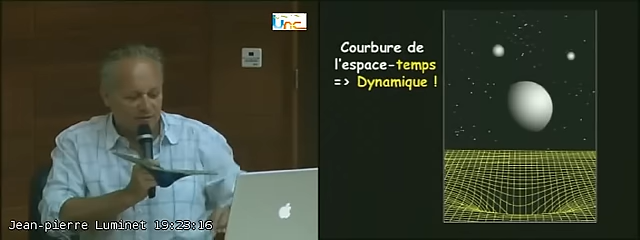 Unc
Courbure de
l'espace-temps
=> Dynamique !
Jean-pierre Luminet 19:23:16